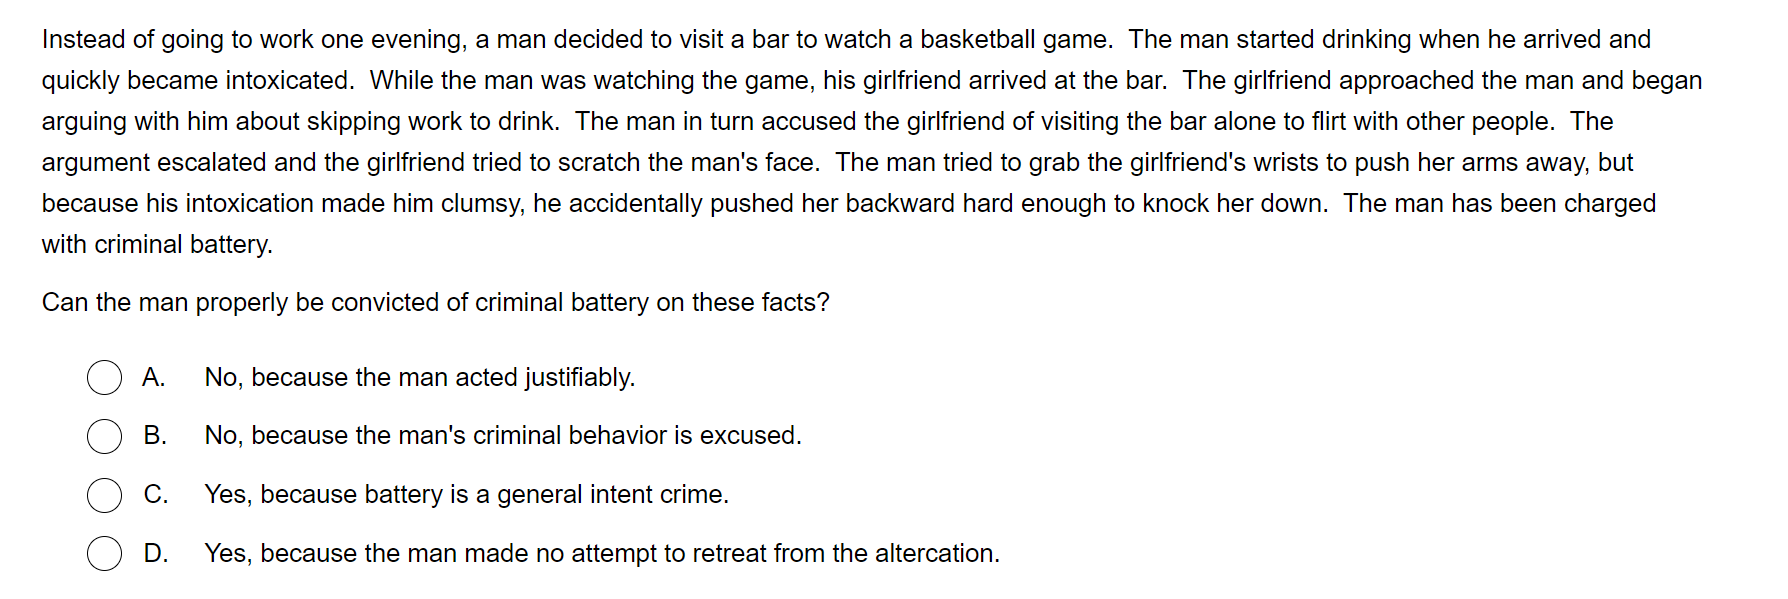 Instead of going to work one evening, a man decided to visit a bar to watch a basketball game.  The man started drinking when he arrived and
quickly became intoxicated.  While the man was watching the game, his girlfriend arrived at the bar.  The girlfriend approached the man and began
arguing with him about skipping work to drink.  The man in turn accused the girlfriend of visiting the bar alone to flirt with other people.  The
argument escalated and the girlfriend tried to scratch the man's face.  The man tried to grab the girlfriend's wrists to push her arms away, but
because his intoxication made him clumsy, he accidentally pushed her backward hard enough to knock her down.  The man has been charged
with criminal battery.
Can the man properly be convicted of criminal battery on these facts?
A. No, because the man acted justifiably.
B. No, because the man's criminal behavior is excused.
C. Yes, because battery is a general intent crime.
D. Yes, because the man made no attempt to retreat from the altercation.